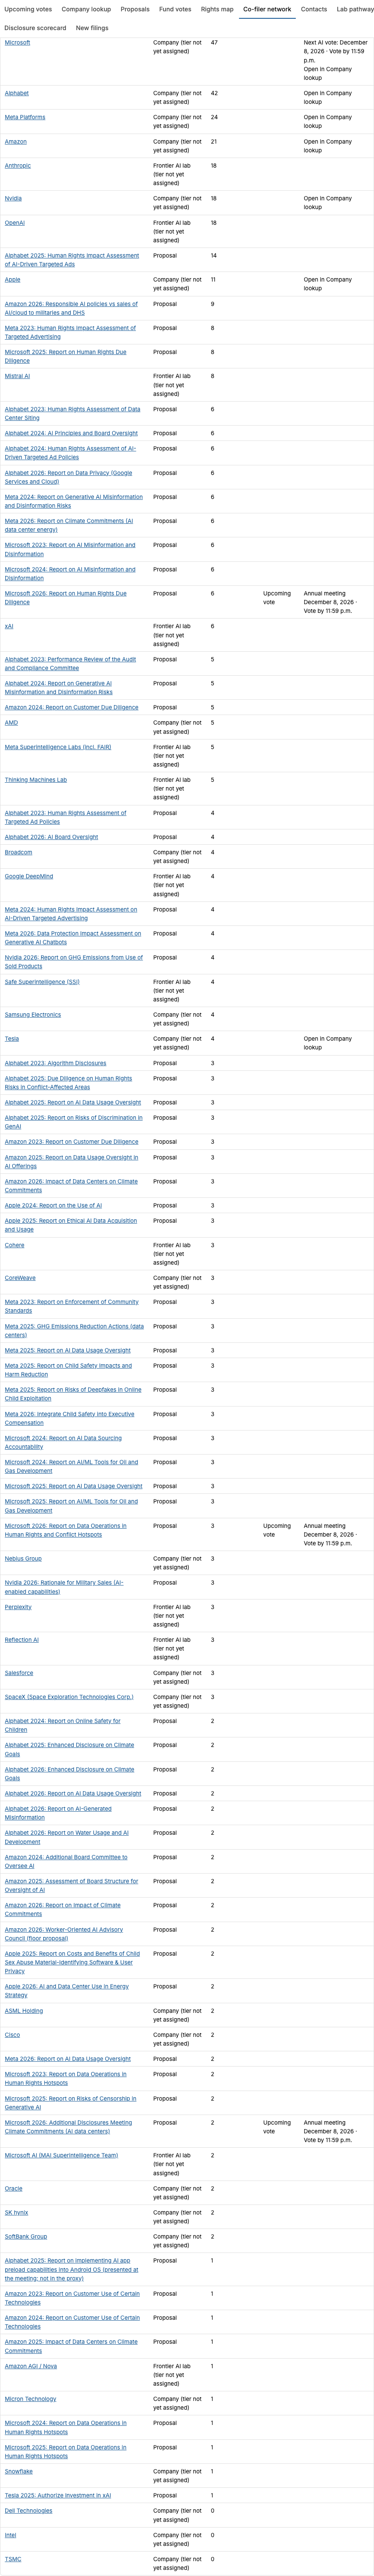 Upcoming votes Company lookup Proposals Fund votes Rights map Co-filer network Contacts Lab pathway
Disclosure scorecard New filings
Microsoft Company (tier not 47 Next AI vote: December
yet assigned) 8, 2026 · Vote by 11:59
p.m.
Open in Company
lookup
Alphabet Company (tier not 42 Open in Company
yet assigned) lookup
Meta Platforms Company (tier not 24 Open in Company
yet assigned) lookup
Amazon Company (tier not 21 Open in Company
yet assigned) lookup
Anthropic Frontier AI lab 18
(tier not yet
assigned)
Nvidia Company (tier not 18 Open in Company
yet assigned) lookup
OpenAI Frontier AI lab 18
(tier not yet
assigned)
Alphabet 2025: Human Rights Impact Assessment Proposal 14
of AI-Driven Targeted Ads
Apple Company (tier not 11 Open in Company
yet assigned) lookup
Amazon 2026: Responsible AI policies vs sales of Proposal 9
AI/cloud to militaries and DHS
Meta 2023: Human Rights Impact Assessment of Proposal 8
Targeted Advertising
Microsoft 2025: Report on Human Rights Due Proposal 8
Diligence
Mistral AI Frontier AI lab 8
(tier not yet
assigned)
Alphabet 2023: Human Rights Assessment of Data Proposal 6
Center Siting
Alphabet 2024: AI Principles and Board Oversight Proposal 6
Alphabet 2024: Human Rights Assessment of AI- Proposal 6
Driven Targeted Ad Policies
Alphabet 2026: Report on Data Privacy (Google Proposal 6
Services and Cloud)
Meta 2024: Report on Generative AI Misinformation Proposal 6
and Disinformation Risks
Meta 2026: Report on Climate Commitments (AI Proposal 6
data center energy)
Microsoft 2023: Report on AI Misinformation and Proposal 6
Disinformation
Microsoft 2024: Report on AI Misinformation and Proposal 6
Disinformation
Microsoft 2026: Report on Human Rights Due Proposal 6 Upcoming Annual meeting
Diligence vote December 8, 2026 ·
Vote by 11:59 p.m.
xAI Frontier AI lab 6
(tier not yet
assigned)
Alphabet 2023: Performance Review of the Audit Proposal 5
and Compliance Committee
Alphabet 2024: Report on Generative AI Proposal 5
Misinformation and Disinformation Risks
Amazon 2024: Report on Customer Due Diligence Proposal 5
AMD Company (tier not 5
yet assigned)
Meta Superintelligence Labs (incl. FAIR) Frontier AI lab 5
(tier not yet
assigned)
Thinking Machines Lab Frontier AI lab 5
(tier not yet
assigned)
Alphabet 2023: Human Rights Assessment of Proposal 4
Targeted Ad Policies
Alphabet 2026: AI Board Oversight Proposal 4
Broadcom Company (tier not 4
yet assigned)
Google DeepMind Frontier AI lab 4
(tier not yet
assigned)
Meta 2024: Human Rights Impact Assessment on Proposal 4
AI-Driven Targeted Advertising
Meta 2026: Data Protection Impact Assessment on Proposal 4
Generative AI Chatbots
Nvidia 2026: Report on GHG Emissions from Use of Proposal 4
Sold Products
Safe Superintelligence (SSI) Frontier AI lab 4
(tier not yet
assigned)
Samsung Electronics Company (tier not 4
yet assigned)
Tesla Company (tier not 4 Open in Company
yet assigned) lookup
Alphabet 2023: Algorithm Disclosures Proposal 3
Alphabet 2025: Due Diligence on Human Rights Proposal 3
Risks in Conflict-Affected Areas
Alphabet 2025: Report on AI Data Usage Oversight Proposal 3
Alphabet 2025: Report on Risks of Discrimination in Proposal 3
GenAI
Amazon 2023: Report on Customer Due Diligence Proposal 3
Amazon 2025: Report on Data Usage Oversight in Proposal 3
AI Offerings
Amazon 2026: Impact of Data Centers on Climate Proposal 3
Commitments
Apple 2024: Report on the Use of AI Proposal 3
Apple 2025: Report on Ethical AI Data Acquisition Proposal 3
and Usage
Cohere Frontier AI lab 3
(tier not yet
assigned)
CoreWeave Company (tier not 3
yet assigned)
Meta 2023: Report on Enforcement of Community Proposal 3
Standards
Meta 2025: GHG Emissions Reduction Actions (data Proposal 3
centers)
Meta 2025: Report on AI Data Usage Oversight Proposal 3
Meta 2025: Report on Child Safety Impacts and Proposal 3
Harm Reduction
Meta 2025: Report on Risks of Deepfakes in Online Proposal 3
Child Exploitation
Meta 2026: Integrate Child Safety into Executive Proposal 3
Compensation
Microsoft 2024: Report on AI Data Sourcing Proposal 3
Accountability
Microsoft 2024: Report on AI/ML Tools for Oil and Proposal 3
Gas Development
Microsoft 2025: Report on AI Data Usage Oversight Proposal 3
Microsoft 2025: Report on AI/ML Tools for Oil and Proposal 3
Gas Development
Microsoft 2026: Report on Data Operations in Proposal 3 Upcoming Annual meeting
Human Rights and Conflict Hotspots vote December 8, 2026 ·
Vote by 11:59 p.m.
Nebius Group Company (tier not 3
yet assigned)
Nvidia 2026: Rationale for Military Sales (AI- Proposal 3
enabled capabilities)
Perplexity Frontier AI lab 3
(tier not yet
assigned)
Reflection AI Frontier AI lab 3
(tier not yet
assigned)
Salesforce Company (tier not 3
yet assigned)
SpaceX (Space Exploration Technologies Corp.) Company (tier not 3
yet assigned)
Alphabet 2024: Report on Online Safety for Proposal 2
Children
Alphabet 2025: Enhanced Disclosure on Climate Proposal 2
Goals
Alphabet 2026: Enhanced Disclosure on Climate Proposal 2
Goals
Alphabet 2026: Report on AI Data Usage Oversight Proposal 2
Alphabet 2026: Report on AI-Generated Proposal 2
Misinformation
Alphabet 2026: Report on Water Usage and AI Proposal 2
Development
Amazon 2024: Additional Board Committee to Proposal 2
Oversee AI
Amazon 2025: Assessment of Board Structure for Proposal 2
Oversight of AI
Amazon 2026: Report on Impact of Climate Proposal 2
Commitments
Amazon 2026: Worker-Oriented AI Advisory Proposal 2
Council (floor proposal)
Apple 2025: Report on Costs and Benefits of Child Proposal 2
Sex Abuse Material-Identifying Software & User
Privacy
Apple 2026: AI and Data Center Use in Energy Proposal 2
Strategy
ASML Holding Company (tier not 2
yet assigned)
Cisco Company (tier not 2
yet assigned)
Meta 2026: Report on AI Data Usage Oversight Proposal 2
Microsoft 2023: Report on Data Operations in Proposal 2
Human Rights Hotspots
Microsoft 2025: Report on Risks of Censorship in Proposal 2
Generative AI
Microsoft 2026: Additional Disclosures Meeting Proposal 2 Upcoming Annual meeting
Climate Commitments (AI data centers) vote December 8, 2026 ·
Vote by 11:59 p.m.
Microsoft AI (MAI Superintelligence Team) Frontier AI lab 2
(tier not yet
assigned)
Oracle Company (tier not 2
yet assigned)
SK hynix Company (tier not 2
yet assigned)
SoftBank Group Company (tier not 2
yet assigned)
Alphabet 2025: Report on implementing AI app Proposal 1
preload capabilities into Android OS (presented at
the meeting; not in the proxy)
Amazon 2023: Report on Customer Use of Certain Proposal 1
Technologies
Amazon 2024: Report on Customer Use of Certain Proposal 1
Technologies
Amazon 2025: Impact of Data Centers on Climate Proposal 1
Commitments
Amazon AGI / Nova Frontier AI lab 1
(tier not yet
assigned)
Micron Technology Company (tier not 1
yet assigned)
Microsoft 2024: Report on Data Operations in Proposal 1
Human Rights Hotspots
Microsoft 2025: Report on Data Operations in Proposal 1
Human Rights Hotspots
Snowflake Company (tier not 1
yet assigned)
Tesla 2025: Authorize Investment in xAI Proposal 1
Dell Technologies Company (tier not 0
yet assigned)
Intel Company (tier not 0
yet assigned)
TSMC Company (tier not 0
yet assigned)